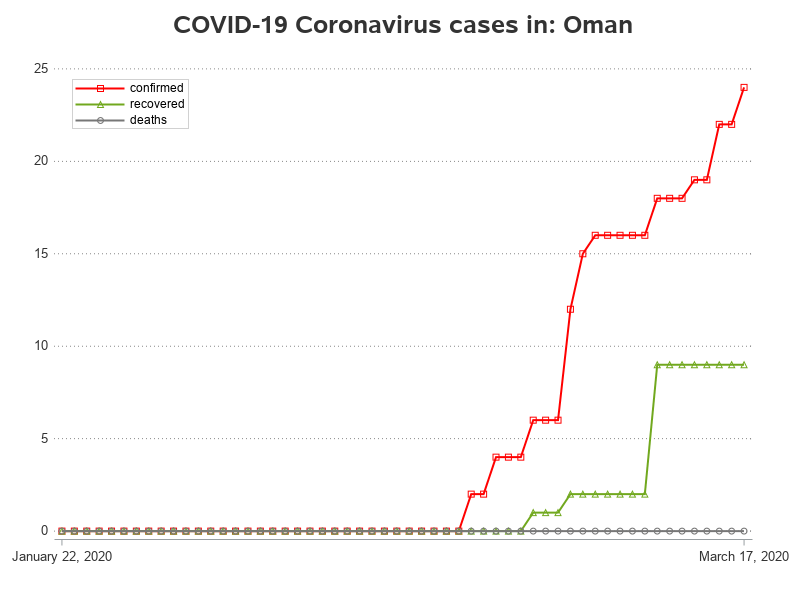 COVID-19 Coronavirus cases in: Oman
25
confirmed
recovered
deaths
20
15
10
5
0
January 22, 2020
March 17, 2020